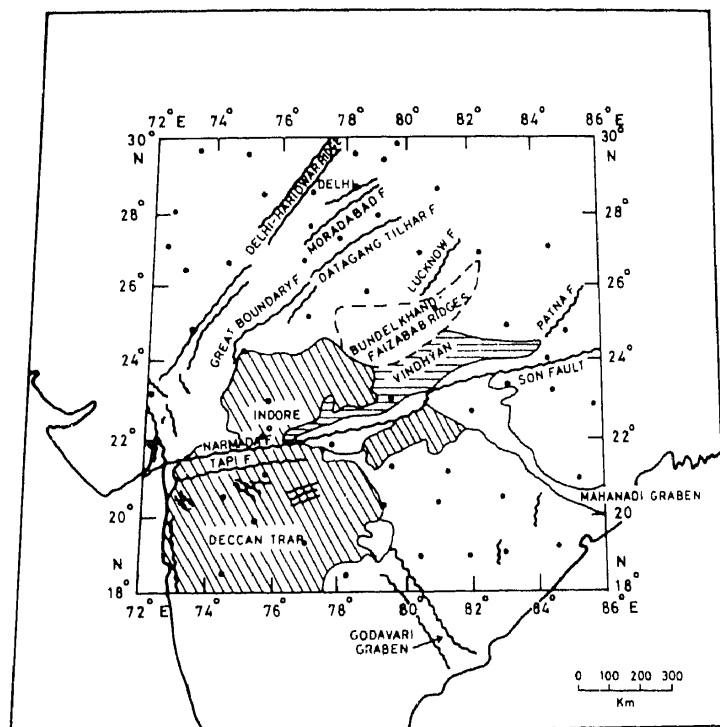 72° E 74° 76° 78° 80° 82° 84° 86° E
30° 30°
N N
DELHI-HARIDWAR RIDGE
DELHI
28° 28°
MORADABAD F
DATAGANG TILHAR F
LUCKNOW F
26° 26°
GREAT BOUNDARY F
BUNDELKHAND
FAIZABAB RIDGES
PATNA F
24° 24°
VINDHYAN
SON FAULT
INDORE
22° 22°
NARMADA F
TAPI F
MAHANADI GRABEN
20° 20°
DECCAN TRAP
N N
18° 18°
72° E 74° 76° 78° 80° 82° 84° 86° E
GODAVARI
GRABEN
0 100 200 300
Km